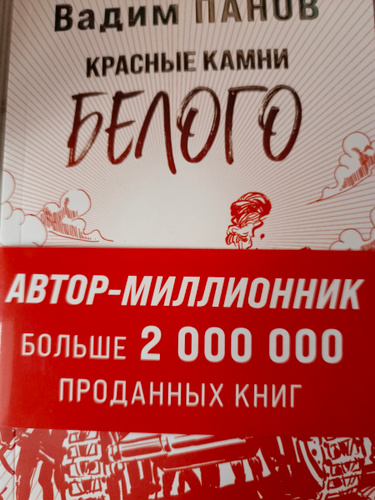 Вадим ПАНОВ
КРАСНЫЕ КАМНИ
БЕЛОГО
АВТОР-МИЛЛИОННИК
БОЛЬШЕ 2 000 000
ПРОДАННЫХ КНИГ